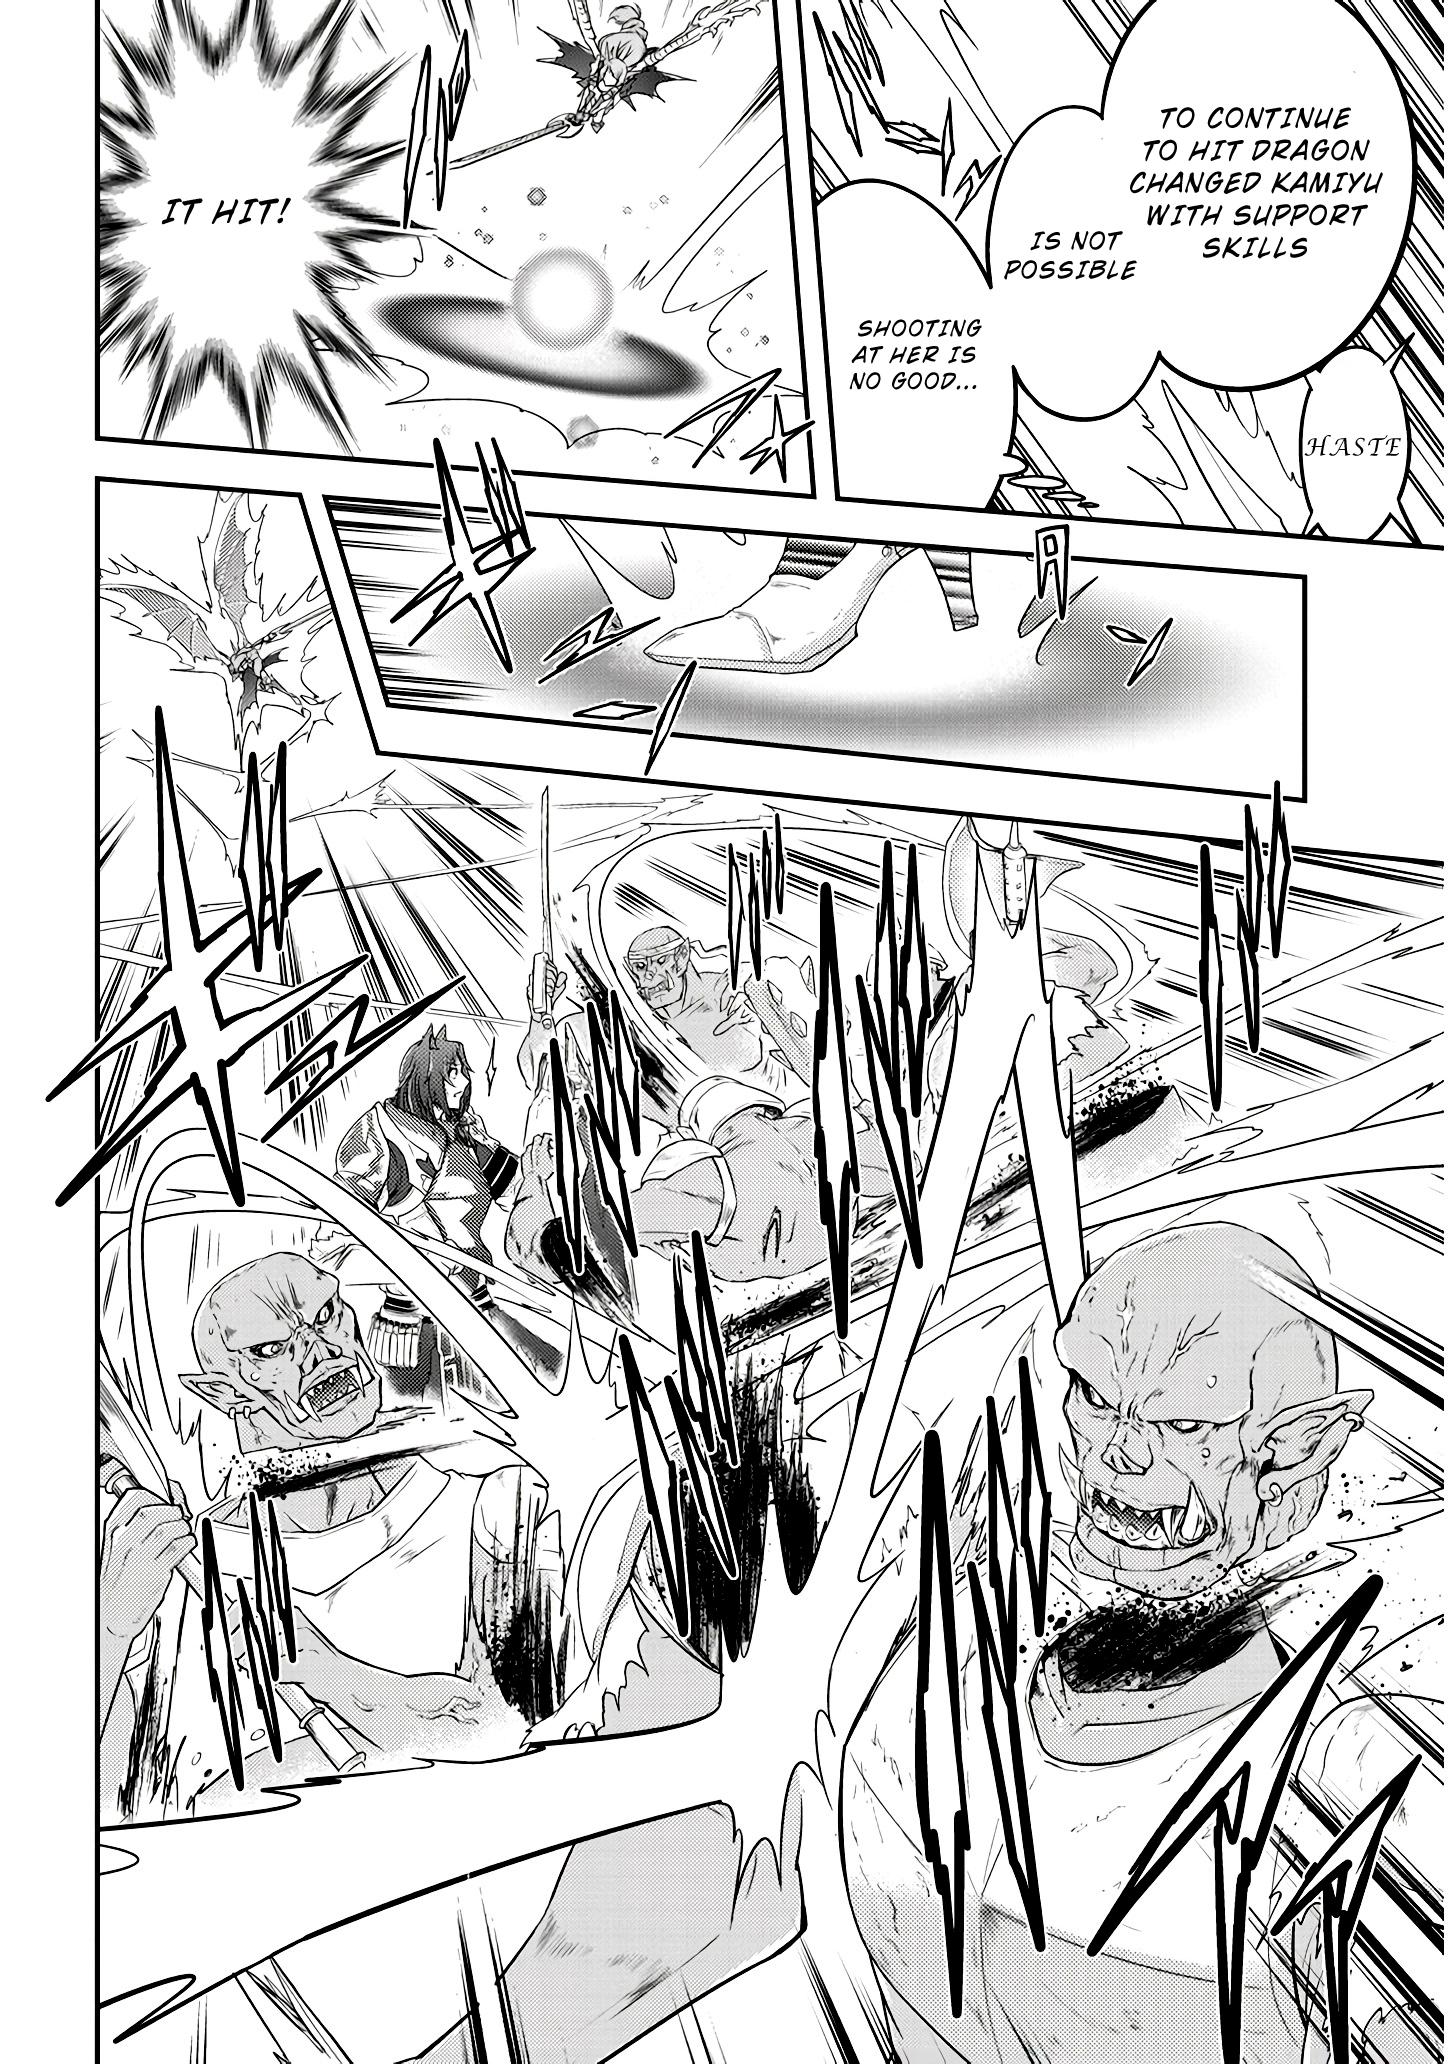 TO CONTINUE
TO HIT DRAGON
CHANGED KAMIYU
WITH SUPPORT
SKILLS
IS NOT
POSSIBLE
SHOOTING
AT HER IS
NO GOOD...
HASTE
IT HIT!